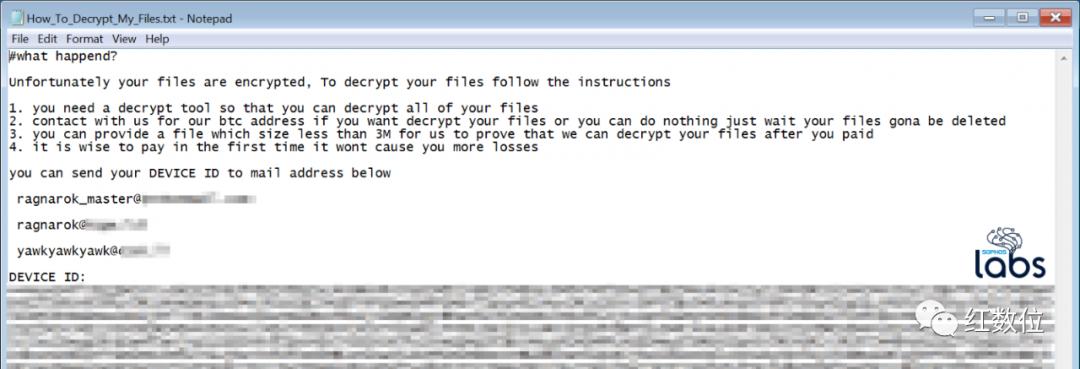 How_To_Decrypt_My_Files.txt - Notepad
File Edit Format View Help
#what happend?
Unfortunately your files are encrypted, To decrypt your files follow the instructions
1. you need a decrypt tool so that you can decrypt all of your files
2. contact with us for our btc address if you want decrypt your files or you can do nothing just wait your files gona be deleted
3. you can provide a file which size less than 3M for us to prove that we can decrypt your files after you paid
4. it is wise to pay in the first time it wont cause you more losses
you can send your DEVICE ID to mail address below
ragnarok_master@
ragnarok@
yawkyawkyawk@
DEVICE ID:
SOPHOS
labs
红数位